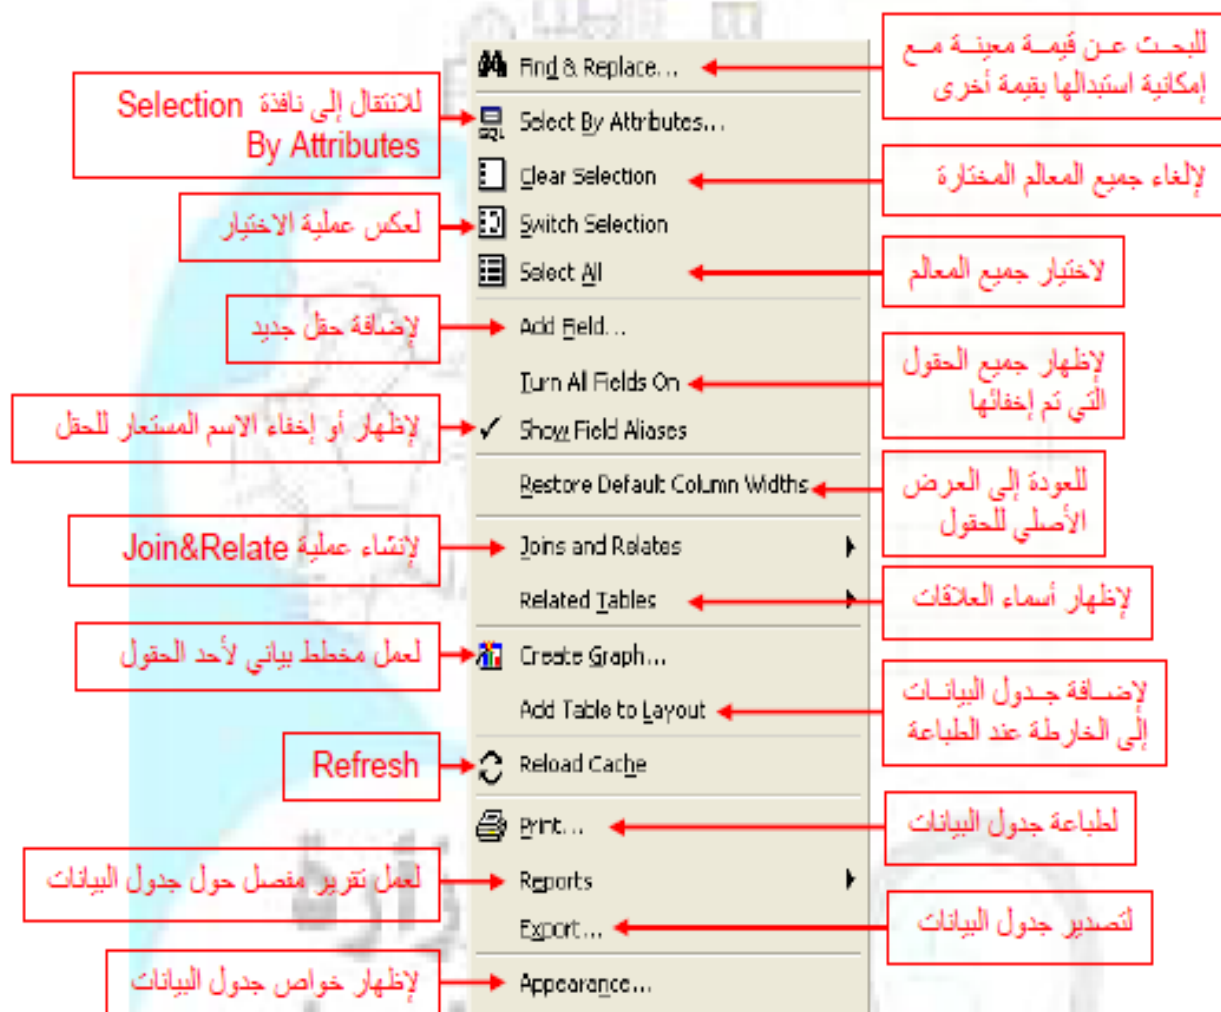 Find & Replace...
للبحث عن قيمة معينة مع
إمكانية استبدالها بقيمة أخرى
للانتقال إلى نافذة Selection
By Attributes
Select By Attributes...
Clear Selection
لإلغاء جميع المعالم المختارة
لعكس عملية الاختيار
Switch Selection
Select All
لاختيار جميع المعالم
لإضافة حقل جديد
Add Field...
Turn All Fields On
لإظهار جميع الحقول
التي تم إخفائها
لإظهار أو إخفاء الاسم المستعار للحقل
Show Field Aliases
Restore Default Column Widths
للعودة إلى العرض
الأصلي للحقول
لإنشاء عملية Join&Relate
Joins and Relates
Related Tables
لإظهار أسماء العلاقات
لعمل مخطط بياني لأحد الحقول
Create Graph...
Add Table to Layout
لإضافة جدول البيانات
إلى الخارطة عند الطباعة
Refresh
Reload Cache
Print...
لطباعة جدول البيانات
لعمل تقرير مفصل حول جدول البيانات
Reports
Export...
لتصدير جدول البيانات
لإظهار خواص جدول البيانات
Appearance...